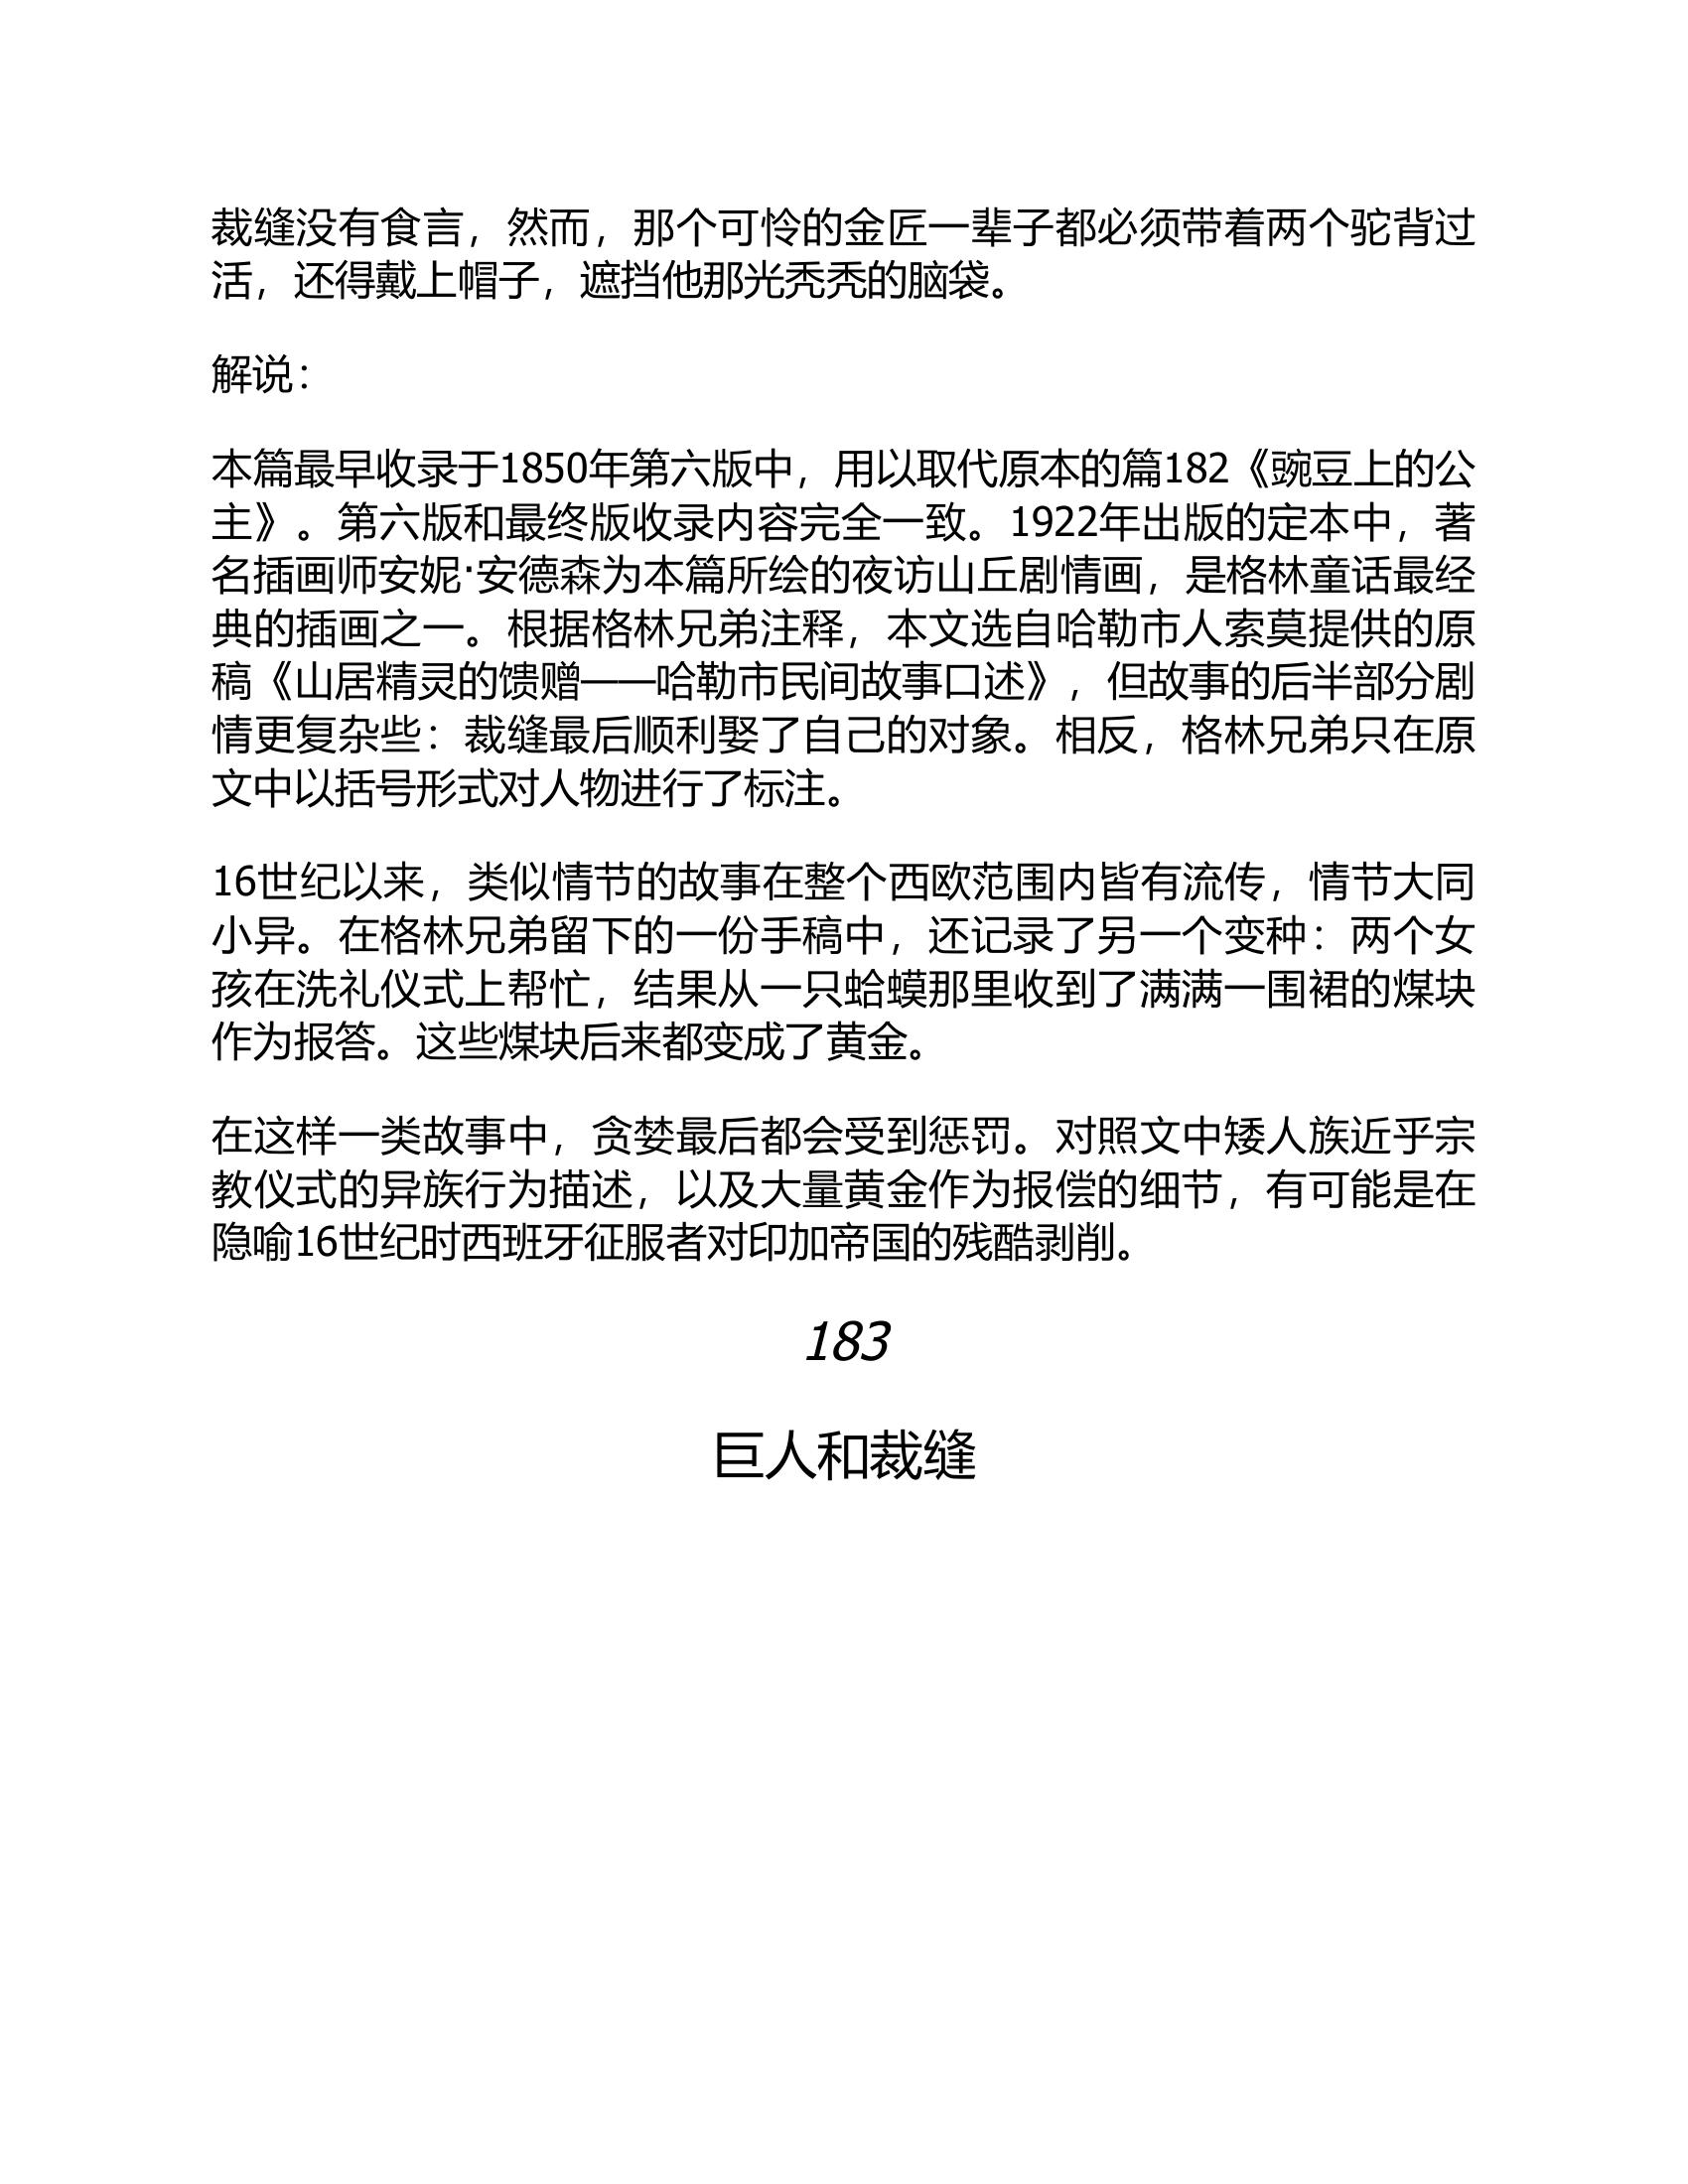 裁缝没有食言，然而，那个可怜的金匠一辈子都必须带着两个驼背过
活，还得戴上帽子，遮挡他那光秃秃的脑袋。
解说：
本篇最早收录于1850年第六版中，用以取代原本的篇182《豌豆上的公
主》。第六版和最终版收录内容完全一致。1922年出版的定本中，著
名插画师安妮·安德森为本篇所绘的夜访山丘剧情画，是格林童话最经
典的插画之一。根据格林兄弟注释，本文选自哈勒市人索莫提供的原
稿《山居精灵的馈赠——哈勒市民间故事口述》，但故事的后半部分剧
情更复杂些：裁缝最后顺利娶了自己的对象。相反，格林兄弟只在原
文中以括号形式对人物进行了标注。
16世纪以来，类似情节的故事在整个西欧范围内皆有流传，情节大同
小异。在格林兄弟留下的一份手稿中，还记录了另一个变种：两个女
孩在洗礼仪式上帮忙，结果从一只蛤蟆那里收到了满满一围裙的煤块
作为报答。这些煤块后来都变成了黄金。
在这样一类故事中，贪婪最后都会受到惩罚。对照文中矮人族近乎宗
教仪式的异族行为描述，以及大量黄金作为报偿的细节，有可能是在
隐喻16世纪时西班牙征服者对印加帝国的残酷剥削。
183
巨人和裁缝